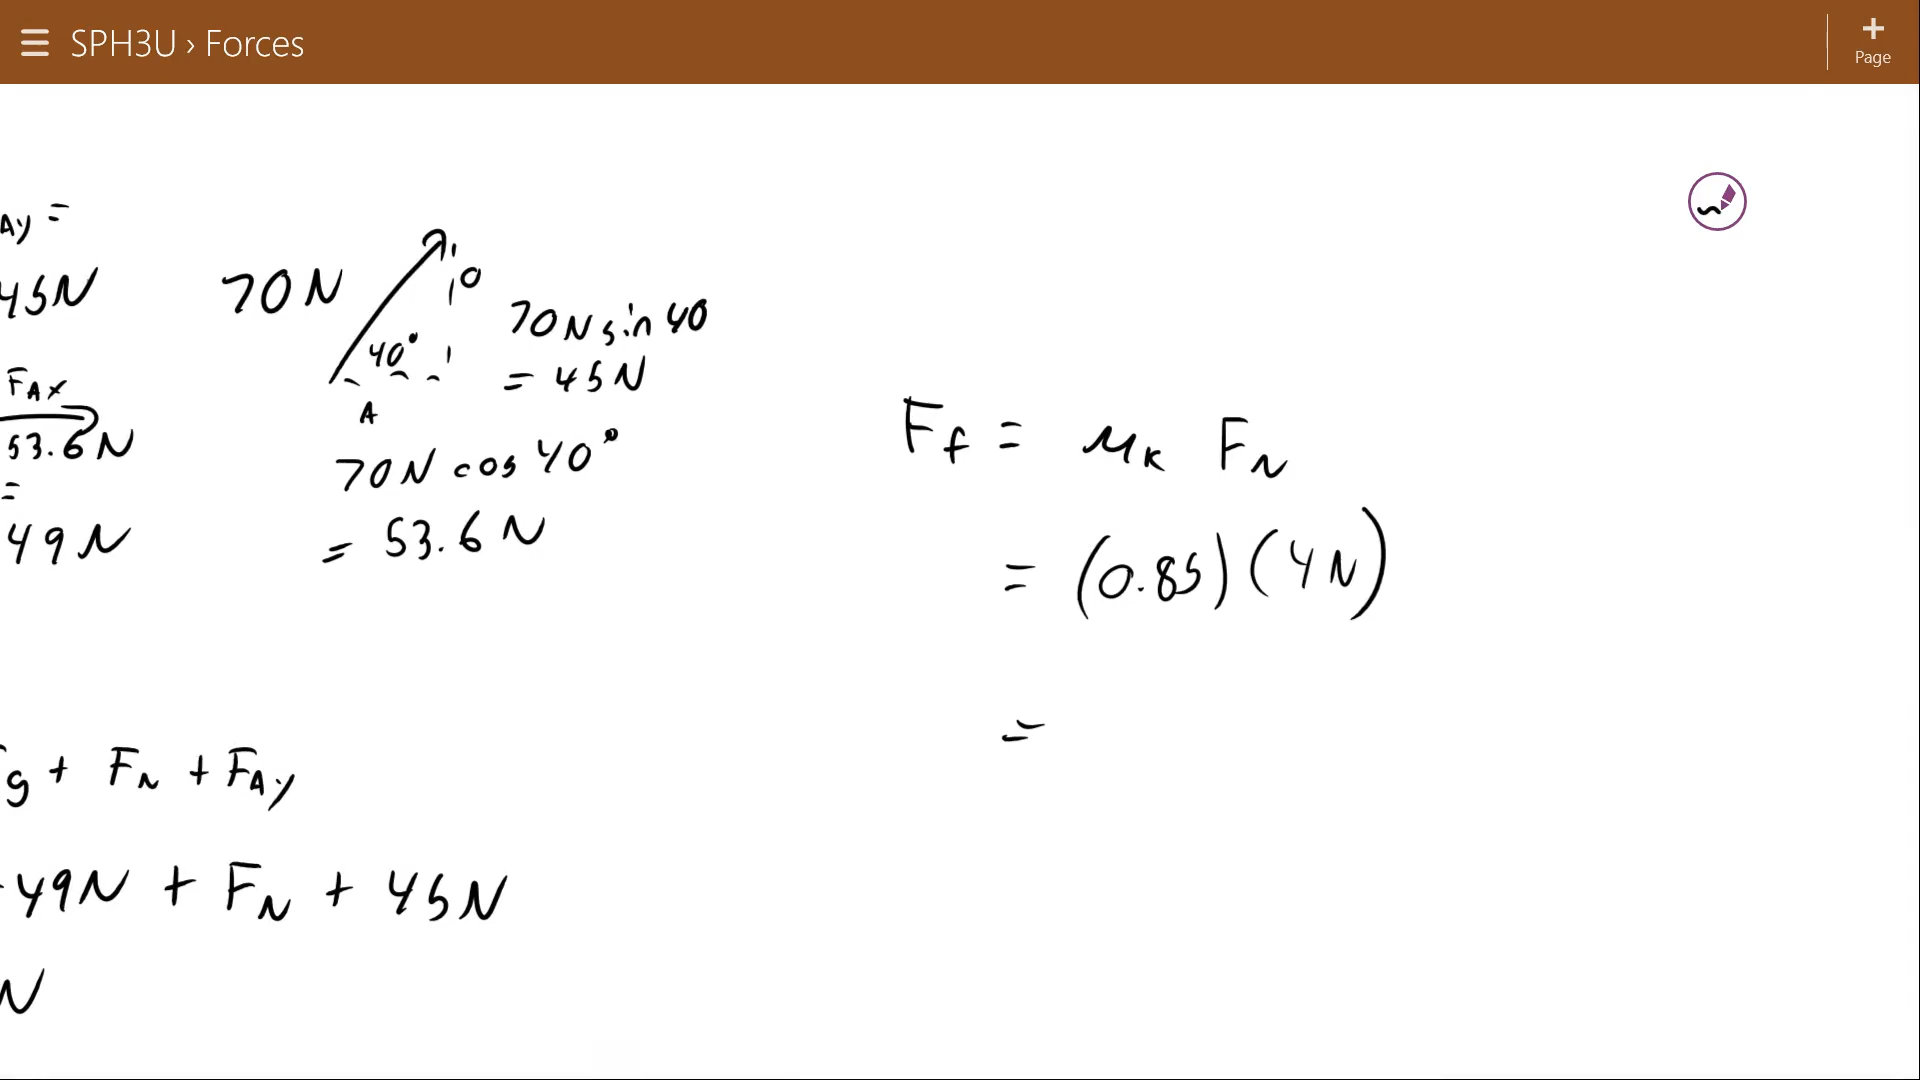 SPH3U › Forces
+ Page
Ay =
45N
FAx
53.6N
=
49N
70N
40°
O
A
70N sin 40
= 45N
70N cos 40°
= 53.6 N
Ff = μk FN
= (0.85)(4N)
=
g + FN + FAy
-49N + FN + 45N
N